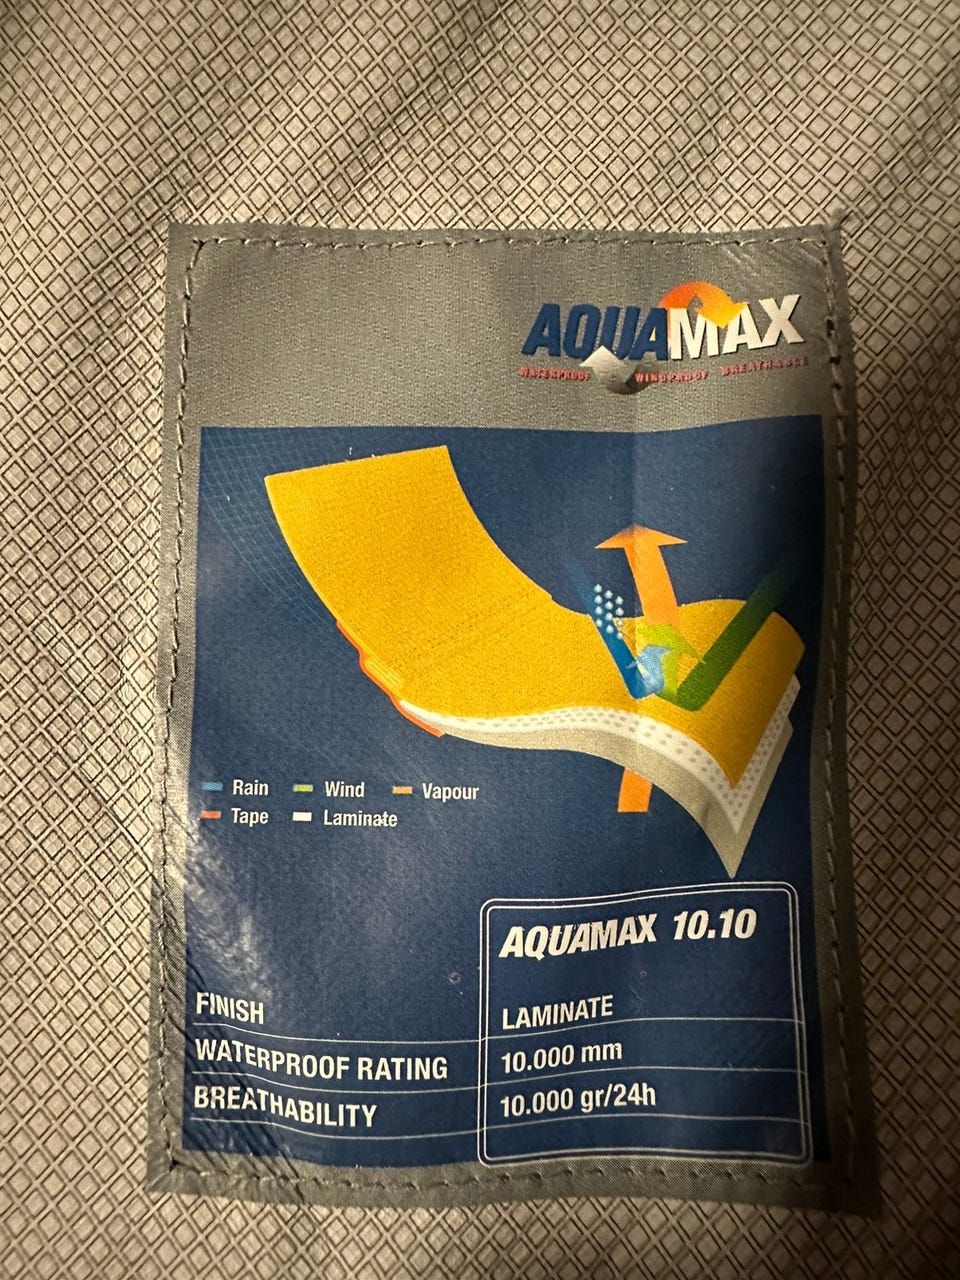 AQUAMAX
WATERPROOF WINDPROOF BREATHABLE
Rain Wind Vapour
Tape Laminate
AQUAMAX 10.10
FINISH LAMINATE
WATERPROOF RATING 10.000 mm
BREATHABILITY 10.000 gr/24h